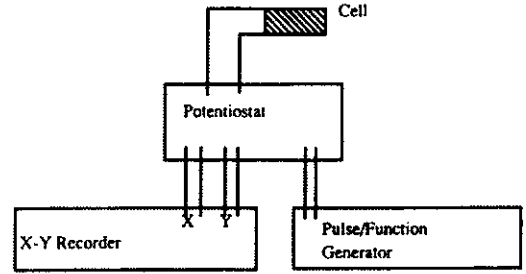 Cell
Potentiostat
X Y
X-Y Recorder
Pulse/Function
Generator